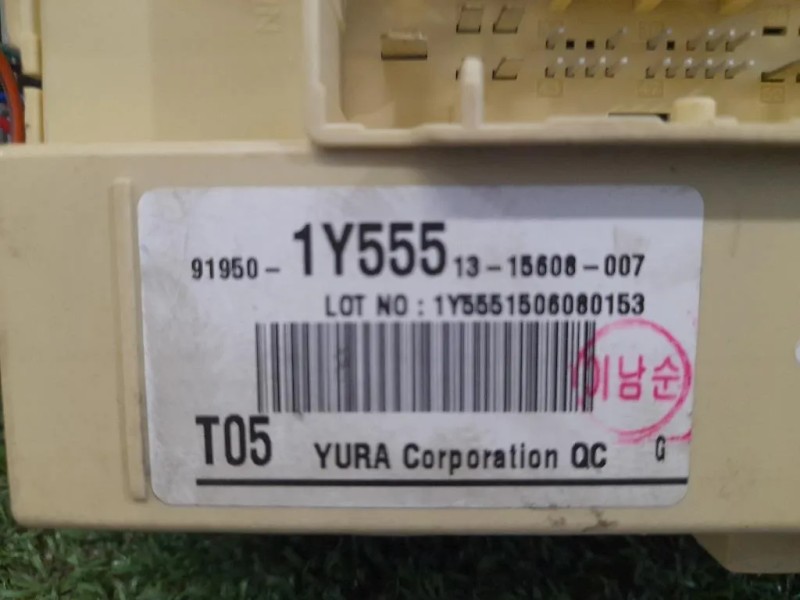 91950- 1Y555 13-15608-007
LOT NO : 1Y5551506080153
이남순
T05 YURA Corporation QC G